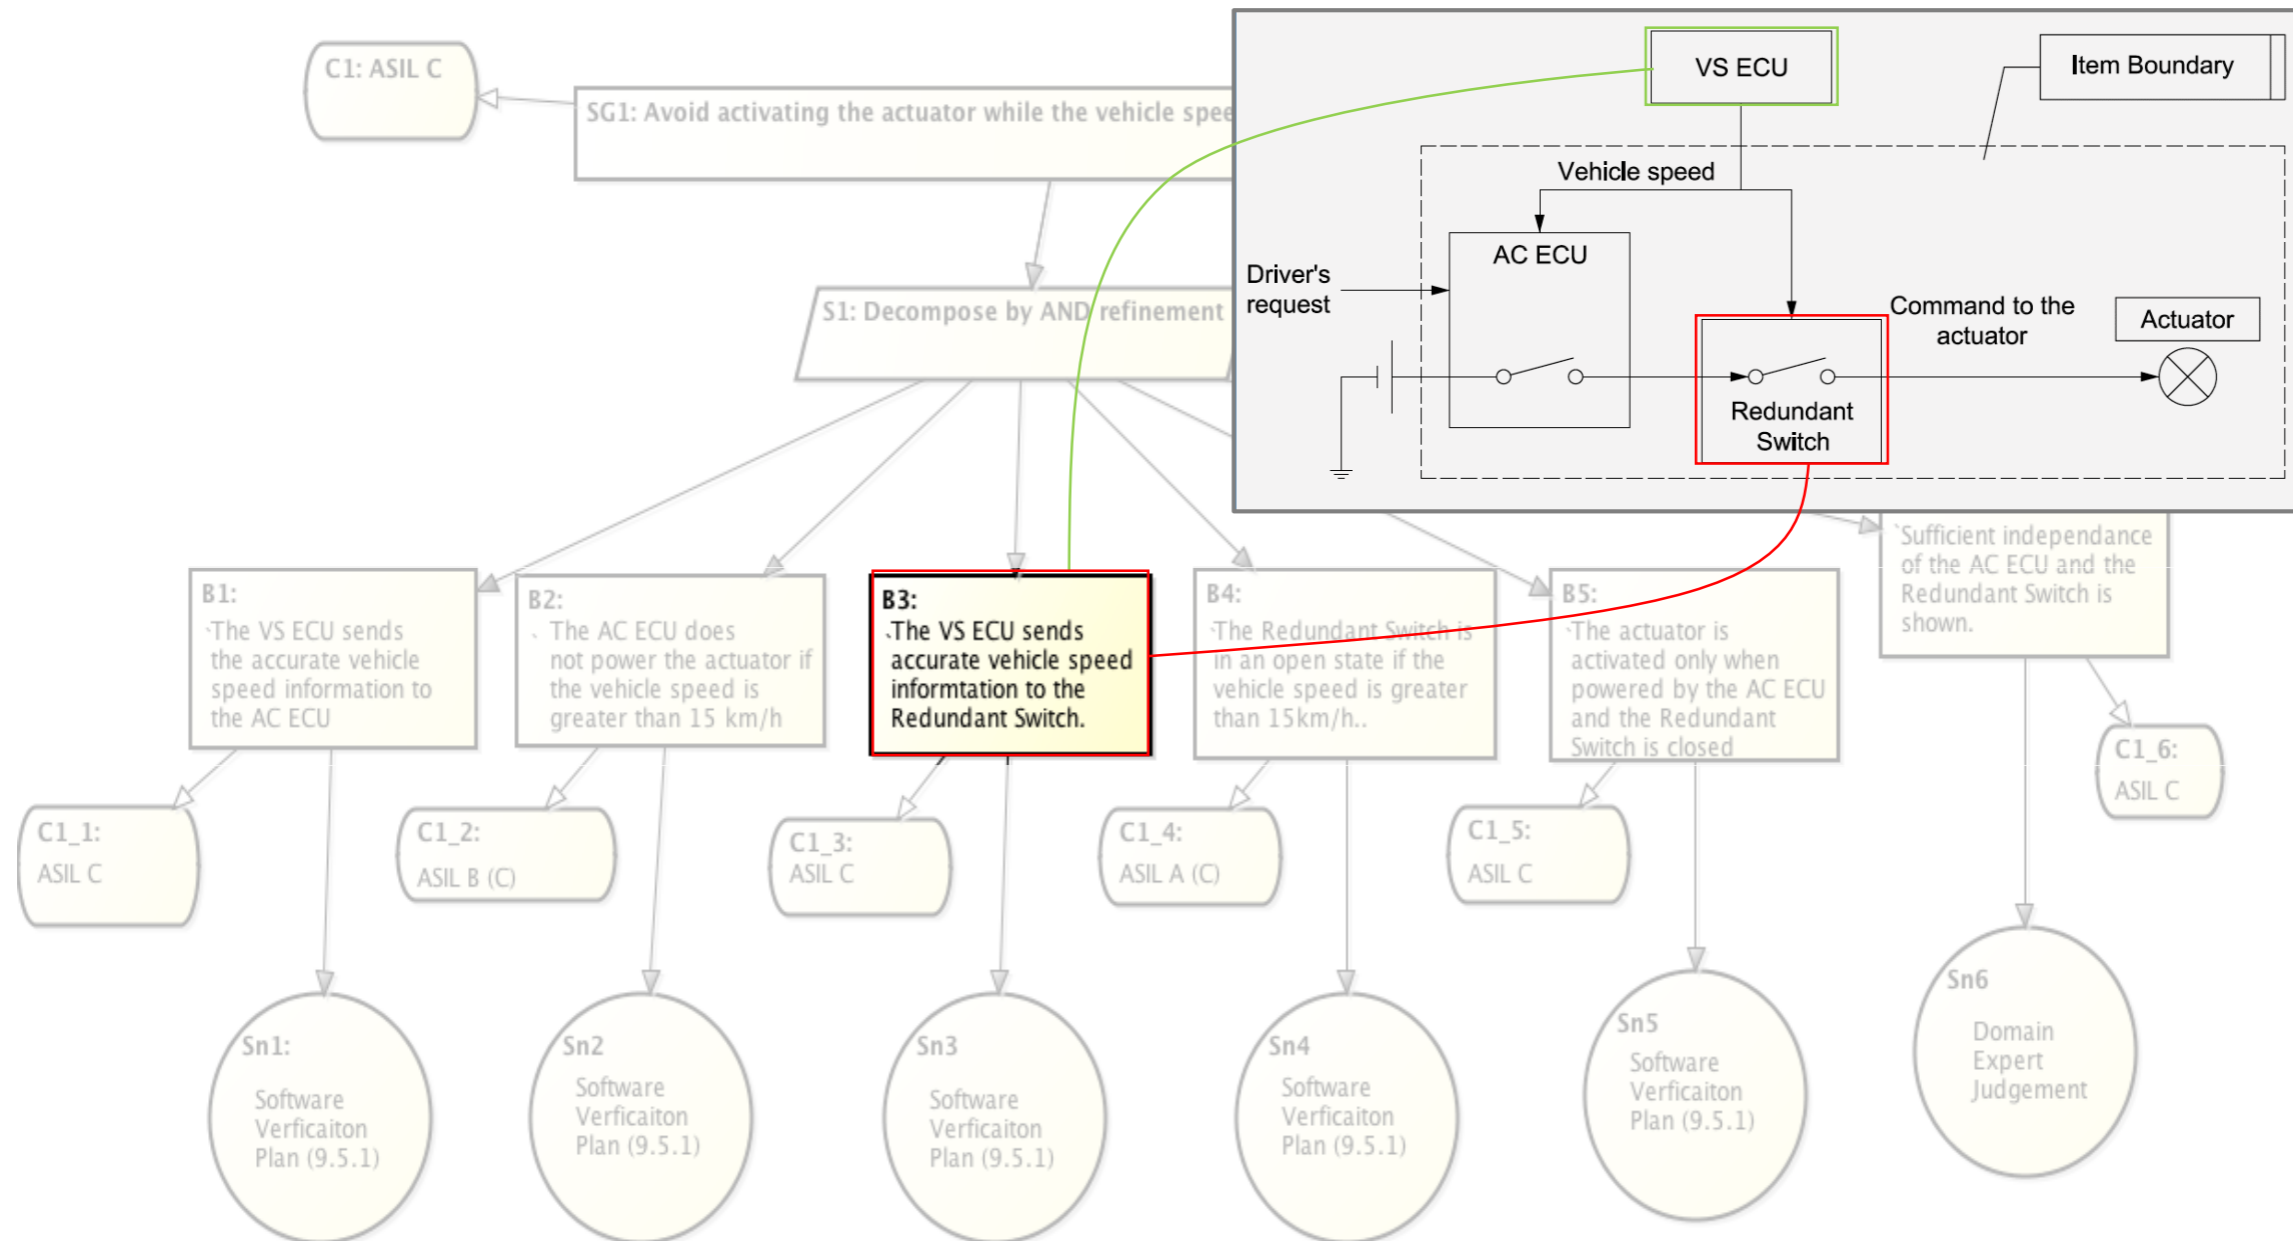 C1: ASIL C
SG1: Avoid activating the actuator while the vehicle spee
S1: Decompose by AND refinement
VS ECU
Item Boundary
Vehicle speed
AC ECU
Driver's
request
Command to the
actuator
Actuator
Redundant
Switch
B1:
`The VS ECU sends
the accurate vehicle
speed information to
the AC ECU
B2:
` The AC ECU does
not power the actuator if
the vehicle speed is
greater than 15 km/h
B3:
`The VS ECU sends
accurate vehicle speed
informtation to the
Redundant Switch.
B4:
`The Redundant Switch is
in an open state if the
vehicle speed is greater
than 15km/h..
B5:
`The actuator is
activated only when
powered by the AC ECU
and the Redundant
Switch is closed
`Sufficient independance
of the AC ECU and the
Redundant Switch is
shown.
C1_1:
ASIL C
C1_2:
ASIL B (C)
C1_3:
ASIL C
C1_4:
ASIL A (C)
C1_5:
ASIL C
C1_6:
ASIL C
Sn1:
Software
Verficaiton
Plan (9.5.1)
Sn2
Software
Verficaiton
Plan (9.5.1)
Sn3
Software
Verficaiton
Plan (9.5.1)
Sn4
Software
Verficaiton
Plan (9.5.1)
Sn5
Software
Verficaiton
Plan (9.5.1)
Sn6
Domain
Expert
Judgement